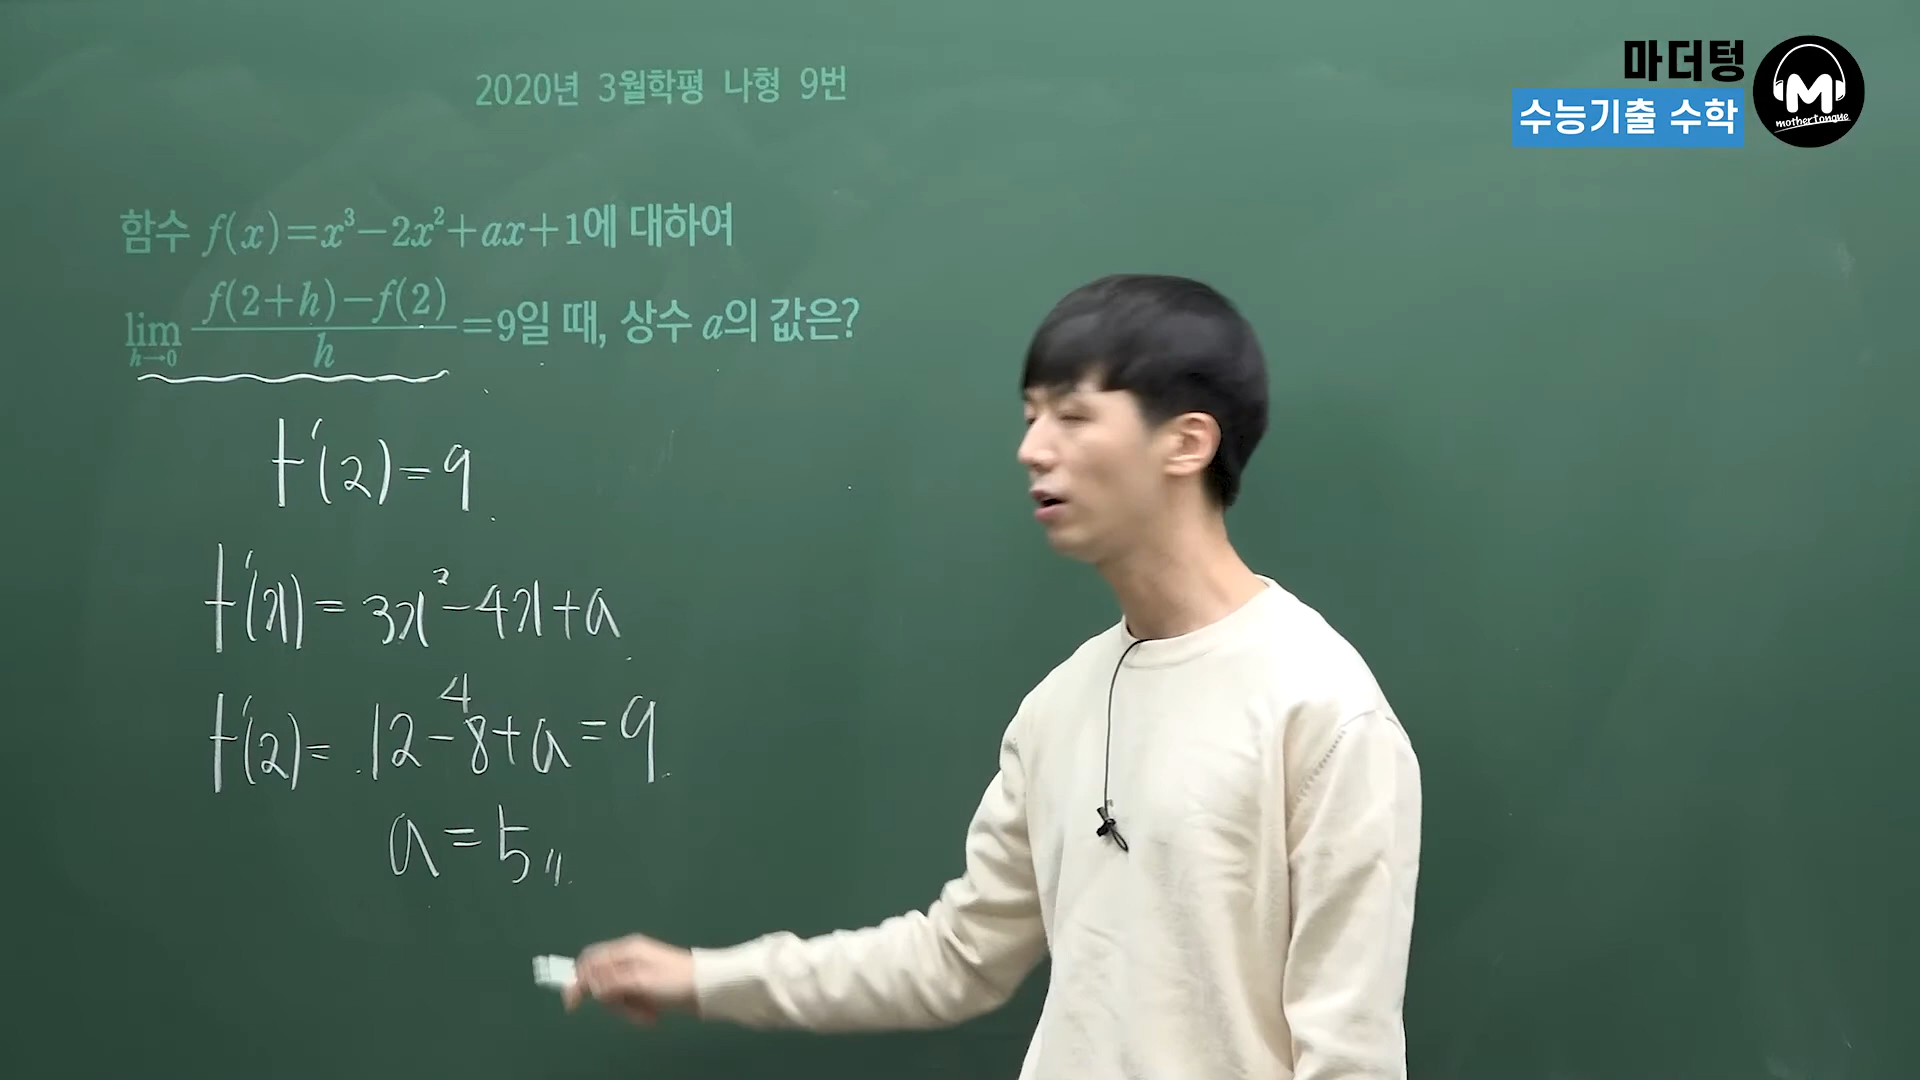 2020년 3월학평 나형 9번
마더텅
수능기출 수학
M
mothertongue
함수 f(x)=x³−2x²+ax+1에 대하여
lim h→0 f(2+h)−f(2) / h =9일 때, 상수 a의 값은?
f'(2)=9
f'(x)=3x²-4x+a
4
f'(2)=12-8+a=9
a=5